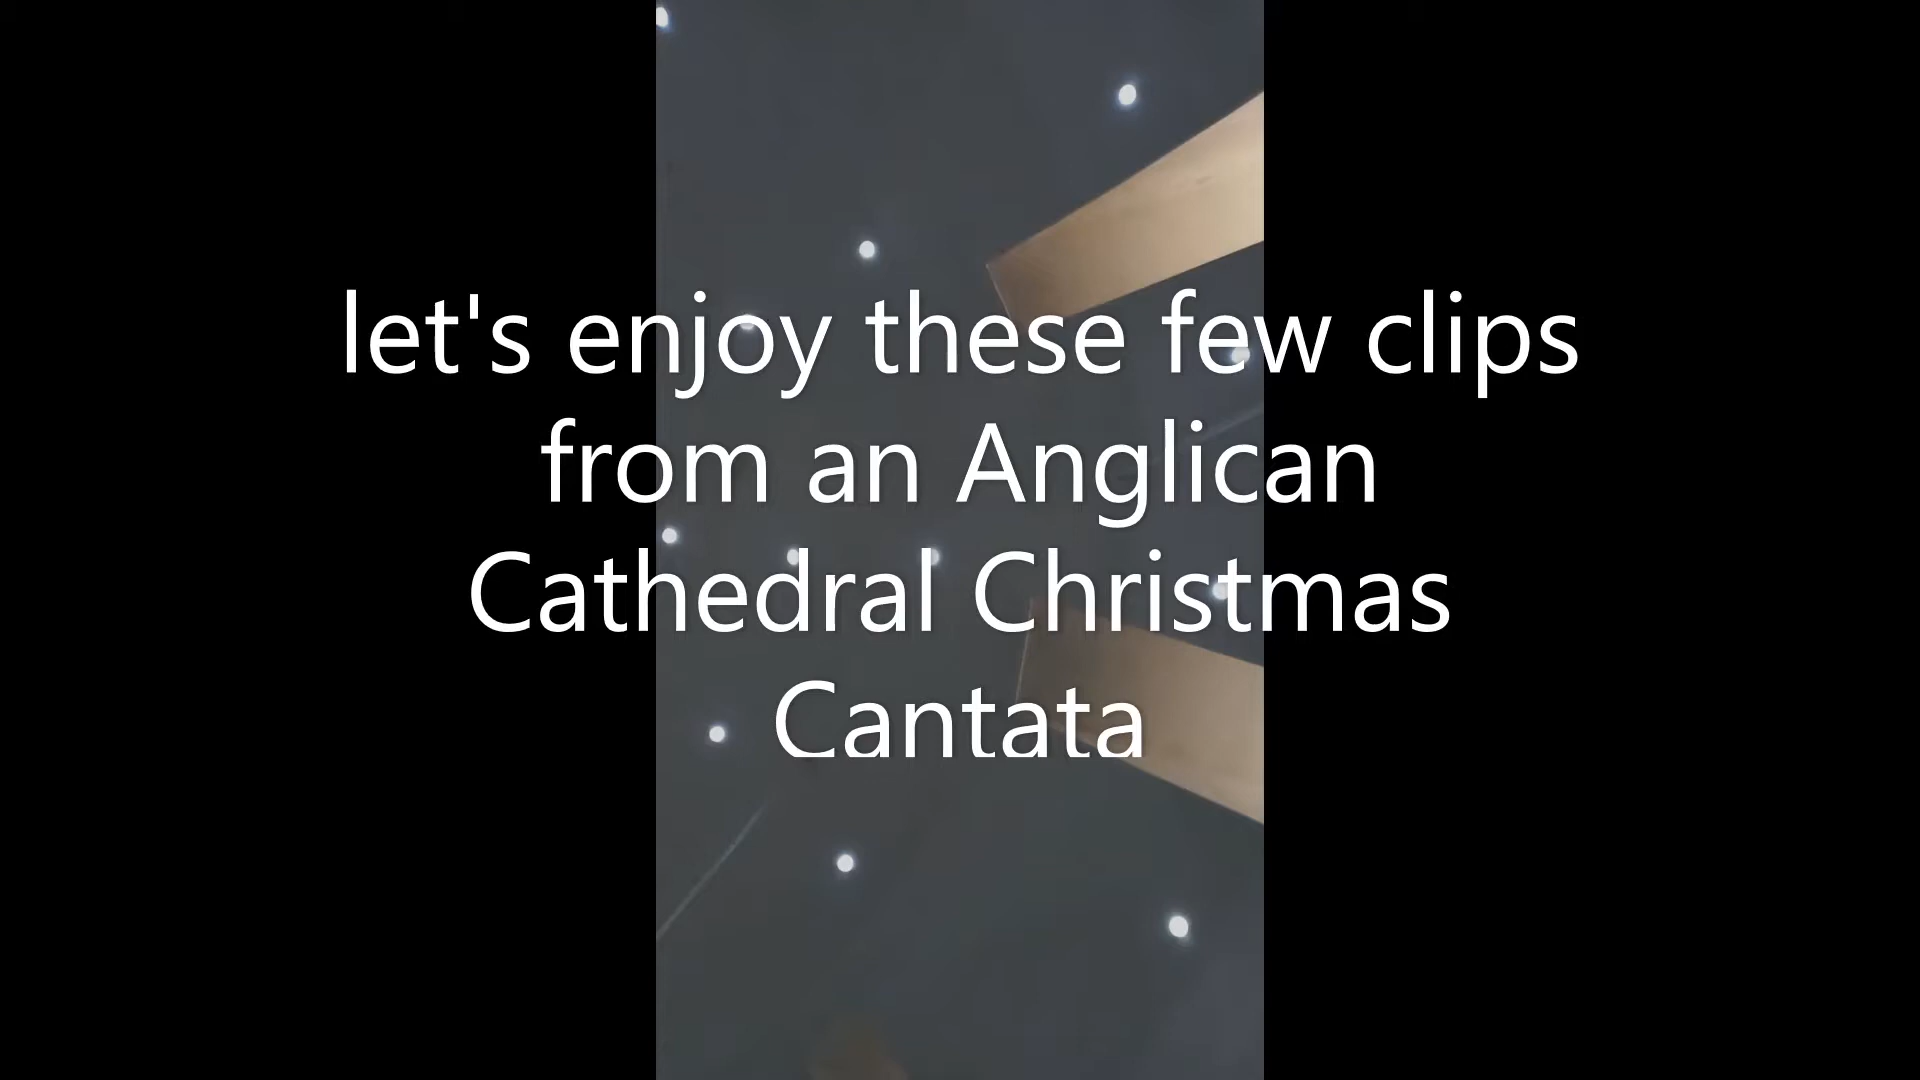 let's enjoy these few clips
from an Anglican
Cathedral Christmas
Cantata